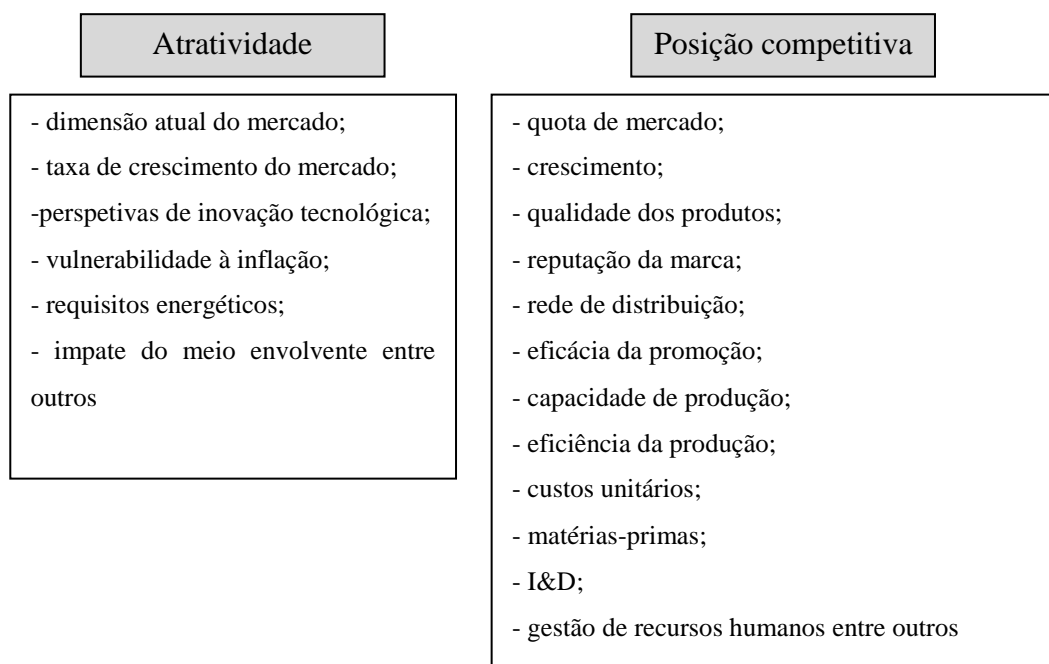 Atratividade
- dimensão atual do mercado;
- taxa de crescimento do mercado;
-perspetivas de inovação tecnológica;
- vulnerabilidade à inflação;
- requisitos energéticos;
- impate do meio envolvente entre
outros
Posição competitiva
- quota de mercado;
- crescimento;
- qualidade dos produtos;
- reputação da marca;
- rede de distribuição;
- eficácia da promoção;
- capacidade de produção;
- eficiência da produção;
- custos unitários;
- matérias-primas;
- I&D;
- gestão de recursos humanos entre outros